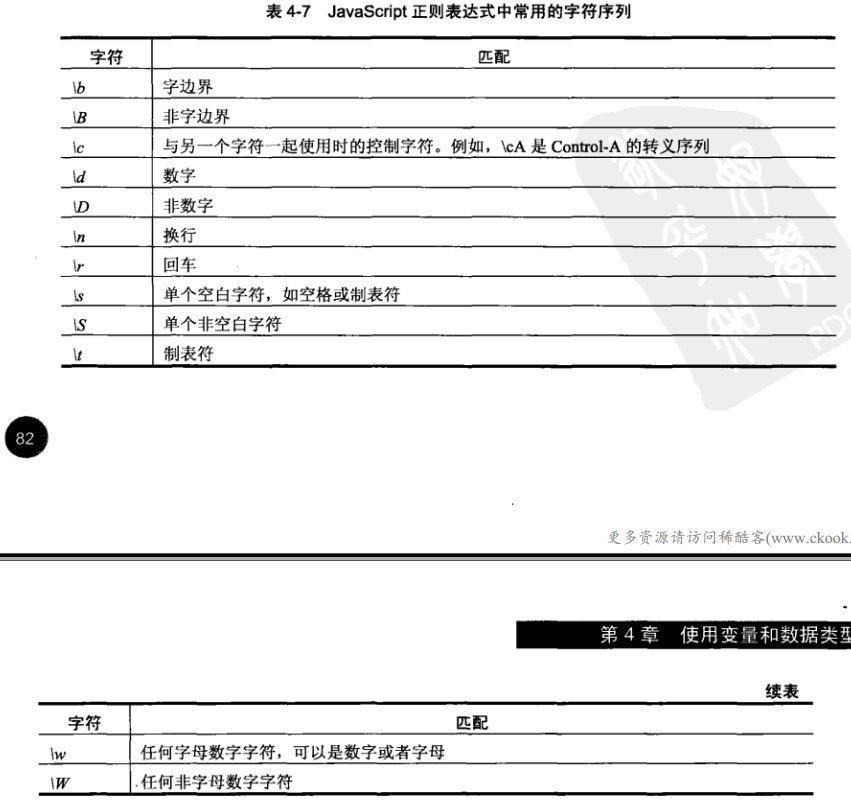 表 4-7 JavaScript 正则表达式中常用的字符序列
字符 匹配
\b 字边界
\B 非字边界
\c 与另一个字符一起使用时的控制字符。例如，\cA 是 Control-A 的转义序列
\d 数字
\D 非数字
\n 换行
\r 回车
\s 单个空白字符，如空格或制表符
\S 单个非空白字符
\t 制表符
PDG
82
更多资源请访问稀酷客(www.ckook.
第 4 章 使用变量和数据类型
续表
字符 匹配
\w 任何字母数字字符，可以是数字或者字母
\W 任何非字母数字字符